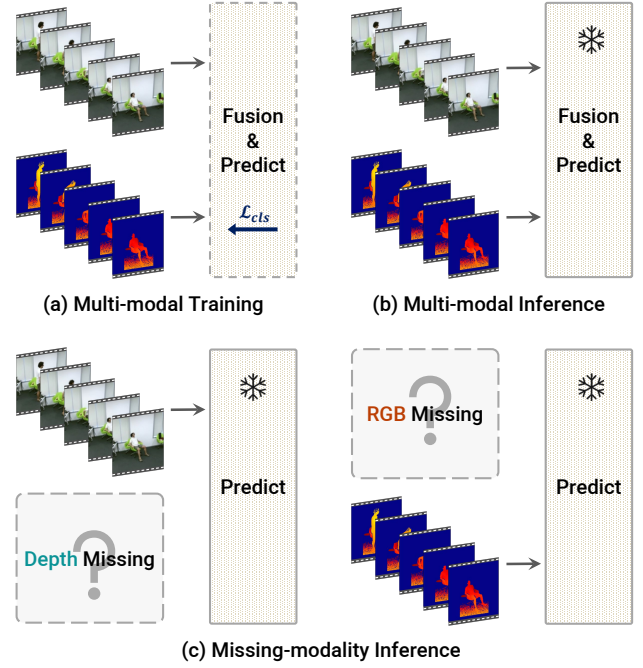 Fusion
&
Predict
ℒcls
(a) Multi-modal Training
Fusion
&
Predict
(b) Multi-modal Inference
Predict
?
Depth Missing
?
RGB Missing
Predict
(c) Missing-modality Inference